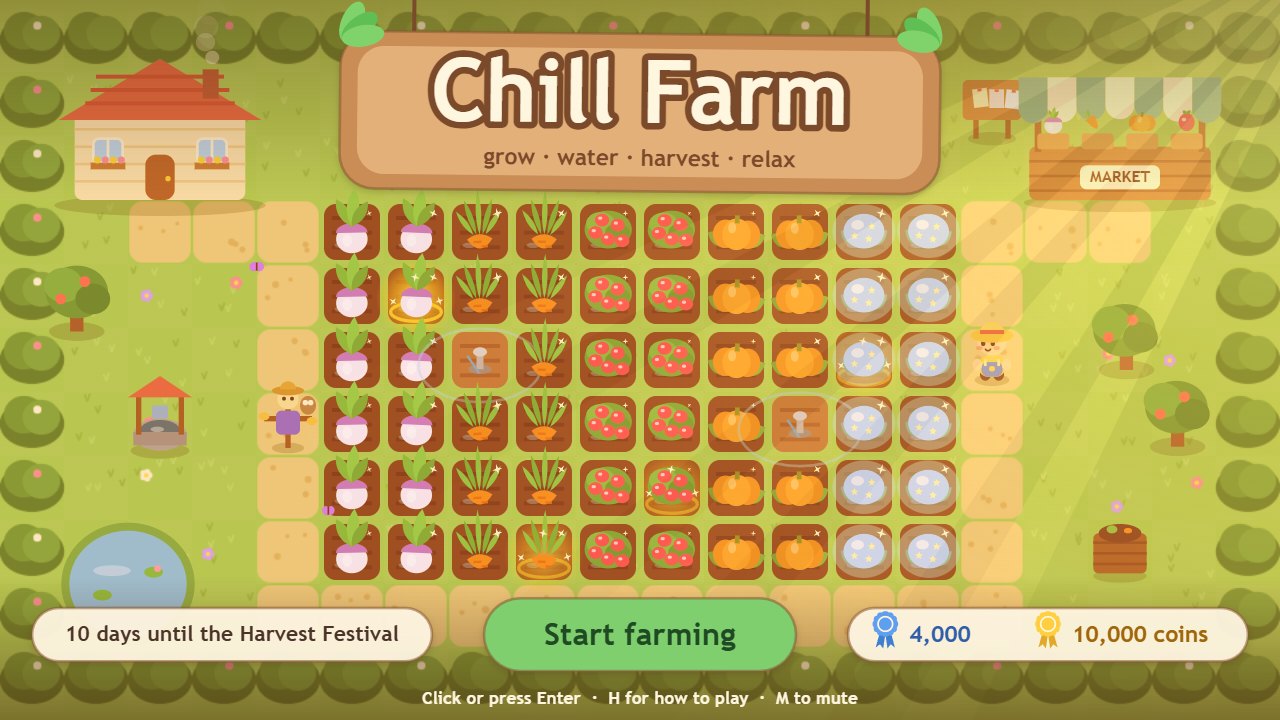 Chill Farm
grow · water · harvest · relax
MARKET
10 days until the Harvest Festival
Start farming
4,000
10,000 coins
Click or press Enter · H for how to play · M to mute